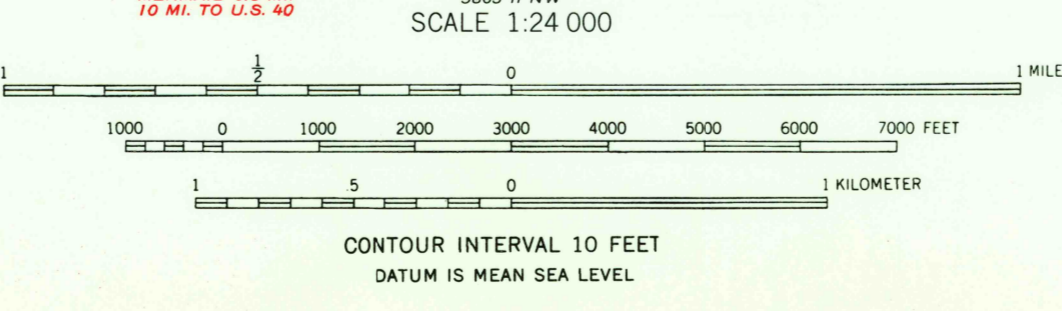 10 MI. TO U.S. 40
SCALE 1:24 000
1 1/2 0 1 MILE
1000 0 1000 2000 3000 4000 5000 6000 7000 FEET
1 .5 0 1 KILOMETER
CONTOUR INTERVAL 10 FEET
DATUM IS MEAN SEA LEVEL